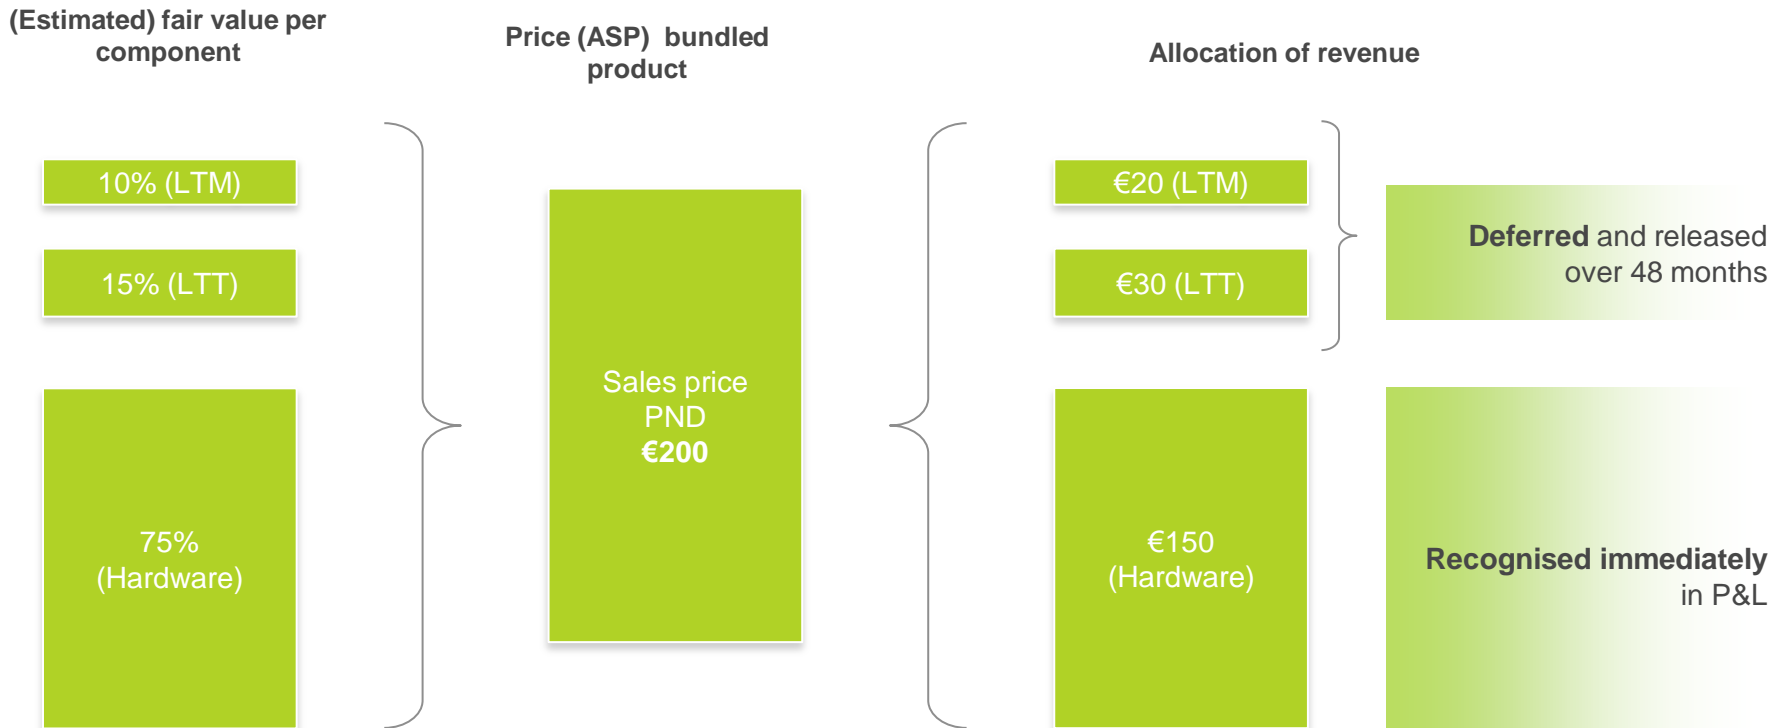 (Estimated) fair value per
component
Price (ASP) bundled
product
Allocation of revenue
10% (LTM)
15% (LTT)
75%
(Hardware)
Sales price
PND
€200
€20 (LTM)
€30 (LTT)
€150
(Hardware)
Deferred and released
over 48 months
Recognised immediately
in P&L